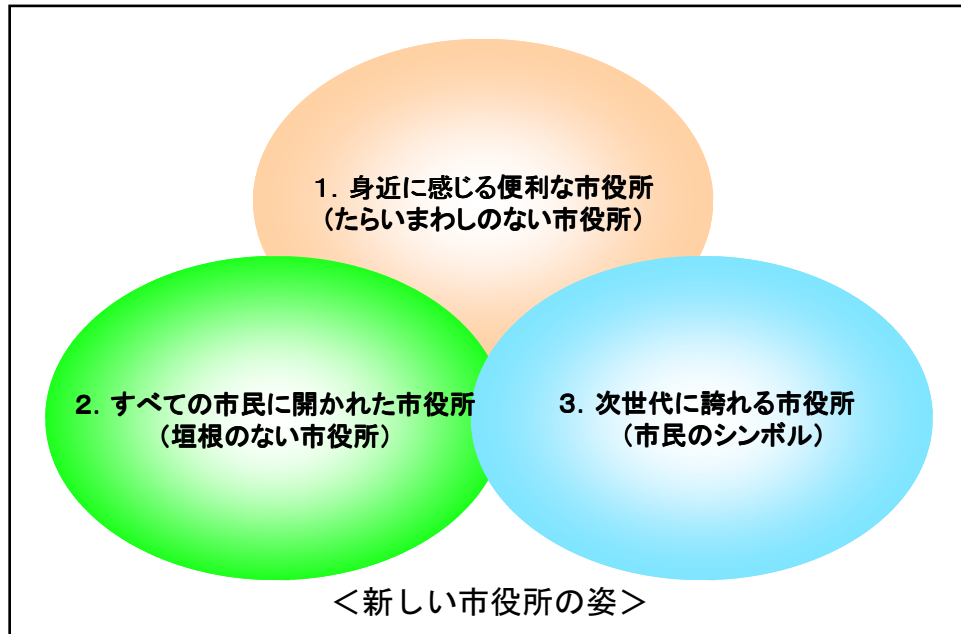 １．身近に感じる便利な市役所
（たらいまわしのない市役所）
２．すべての市民に開かれた市役所
（垣根のない市役所）
３．次世代に誇れる市役所
（市民のシンボル）
＜新しい市役所の姿＞